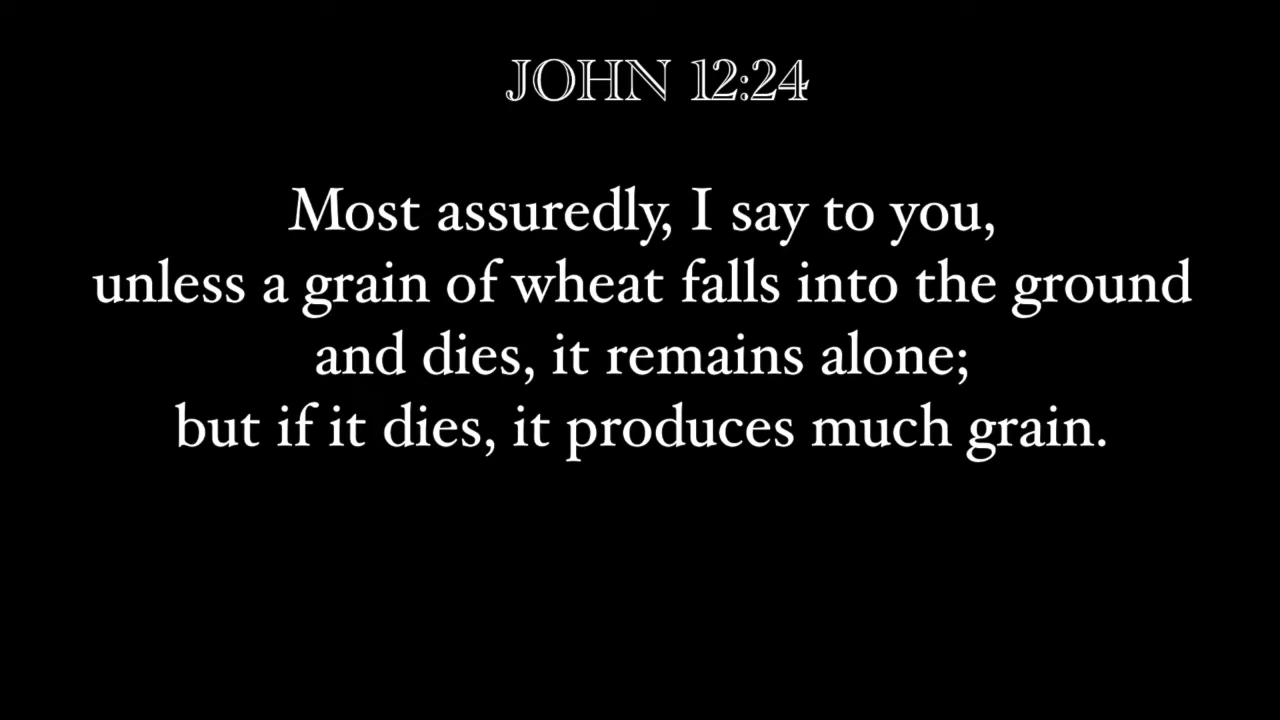 JOHN 12:24
Most assuredly, I say to you,
unless a grain of wheat falls into the ground
and dies, it remains alone;
but if it dies, it produces much grain.